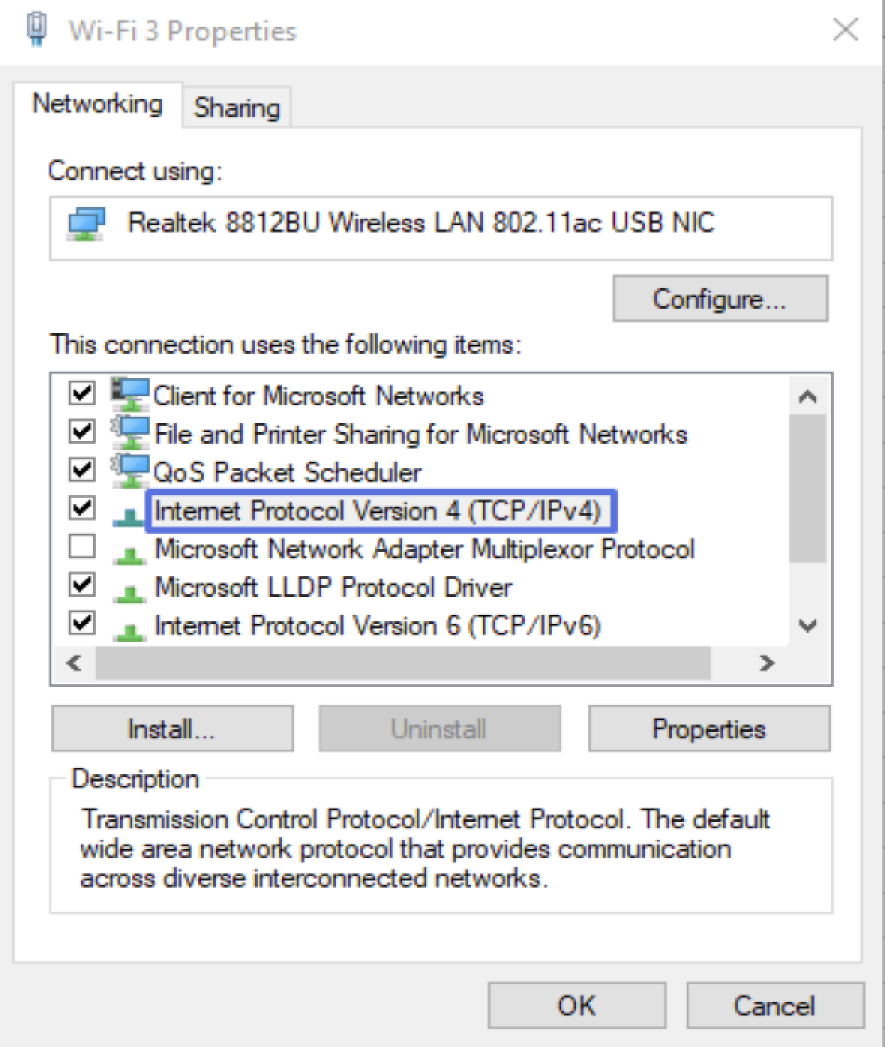 Wi-Fi 3 Properties
Networking
Sharing
Connect using:
Realtek 8812BU Wireless LAN 802.11ac USB NIC
Configure...
This connection uses the following items:
Client for Microsoft Networks
File and Printer Sharing for Microsoft Networks
QoS Packet Scheduler
Internet Protocol Version 4 (TCP/IPv4)
Microsoft Network Adapter Multiplexor Protocol
Microsoft LLDP Protocol Driver
Internet Protocol Version 6 (TCP/IPv6)
Install...
Uninstall
Properties
Description
Transmission Control Protocol/Internet Protocol. The default
wide area network protocol that provides communication
across diverse interconnected networks.
OK
Cancel